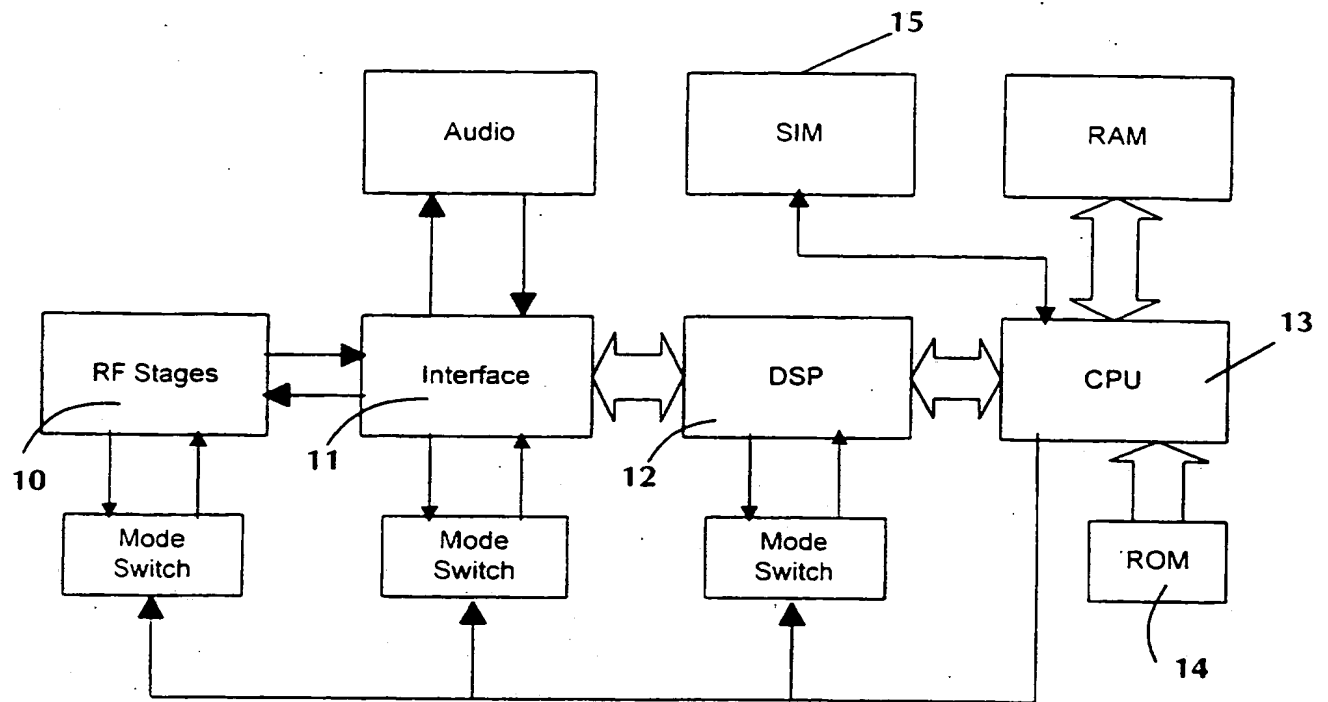 15
Audio
SIM
RAM
13
RF Stages
Interface
DSP
CPU
10
11
12
Mode
Switch
Mode
Switch
Mode
Switch
ROM
14